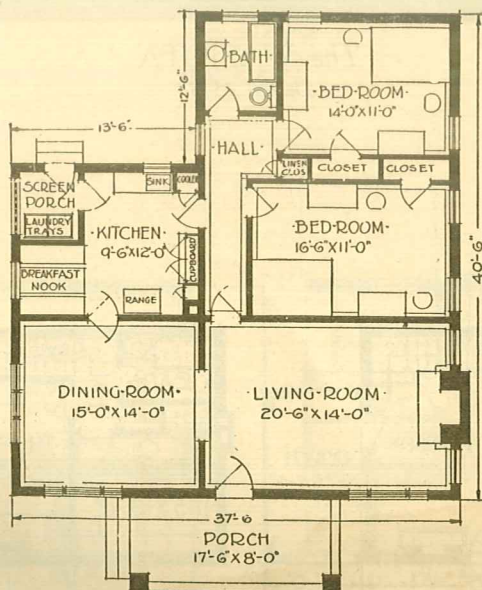 BATH
BED-ROOM
14'-0"X11'-0"
12'-6"
13'-6"
HALL
LINEN
CLOS
CLOSET
CLOSET
SCREEN
PORCH
LAUNDRY
TRAYS
SINK
COOLER
KITCHEN
9'-6"X12'-0"
CUPBOARD
BED-ROOM
16'-6"X11'-0"
40'-6"
BREAKFAST
NOOK
RANGE
DINING-ROOM
15'-0"X14'-0"
LIVING-ROOM
20'-6"X14'-0"
37'-6
PORCH
17'-6"X8'-0"